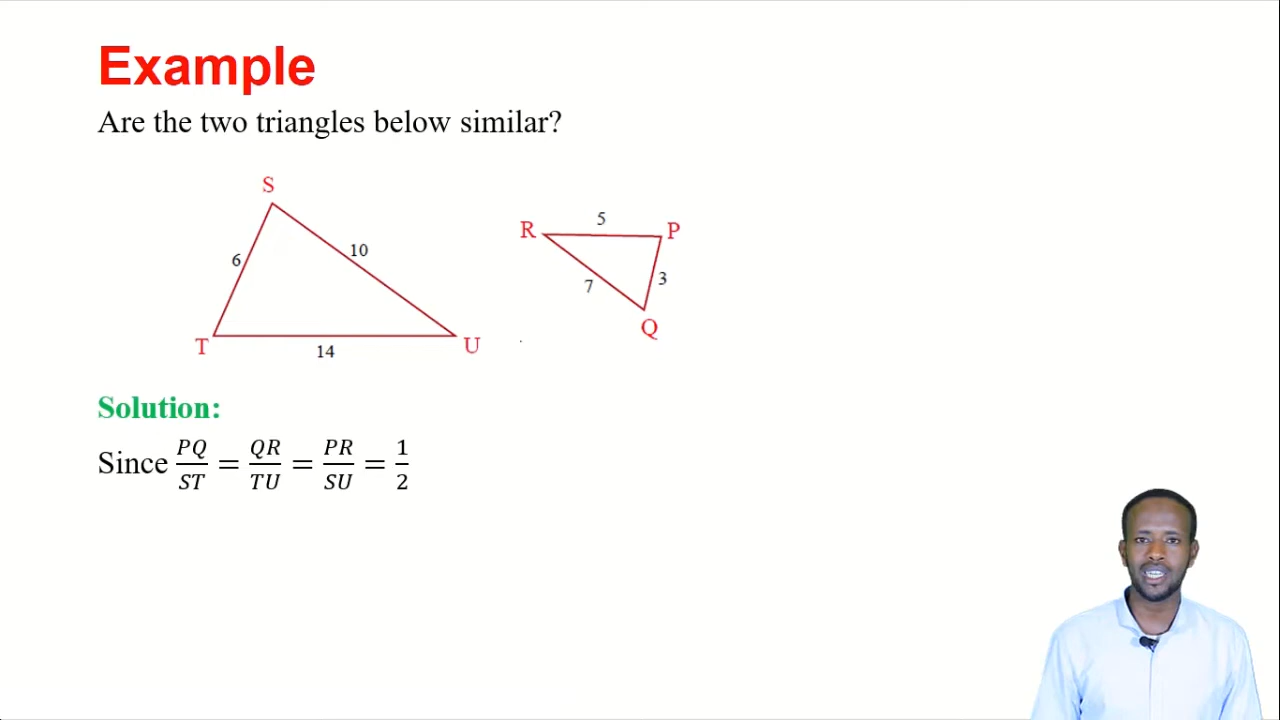 Example
Are the two triangles below similar?
S
6
10
T
14
U
R
5
P
7
3
Q
Solution:
Since PQ/ST = QR/TU = PR/SU = 1/2